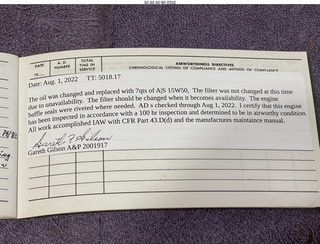 DATE
A. D. NUMBER
TOTAL TIME IN SERVICE
AIRWORTHINESS DIRECTIVES
CHRONOLOGICAL LISTING OF COMPLIANCE AND METHOD OF COMPLIANCE
19
Date: Aug. 1, 2022 TT: 5018.17
The oil was changed and replaced with 7qts of A|S 15W50, The filter was not changed at this time
due to unavailability. The filter should be changed when it becomes availability. The engine
baffle seals were riveted where needed. AD s checked through Aug 1, 2022. I certify that this engine
has been inspected in accordance with a 100 hr inspection and determined to be in airworthy condition.
All work accomplished IAW with CFR Part 43.D(d) and the manufactures maintenance manual.
Gareth Gilson
Gareth Gilson A&P 2001917